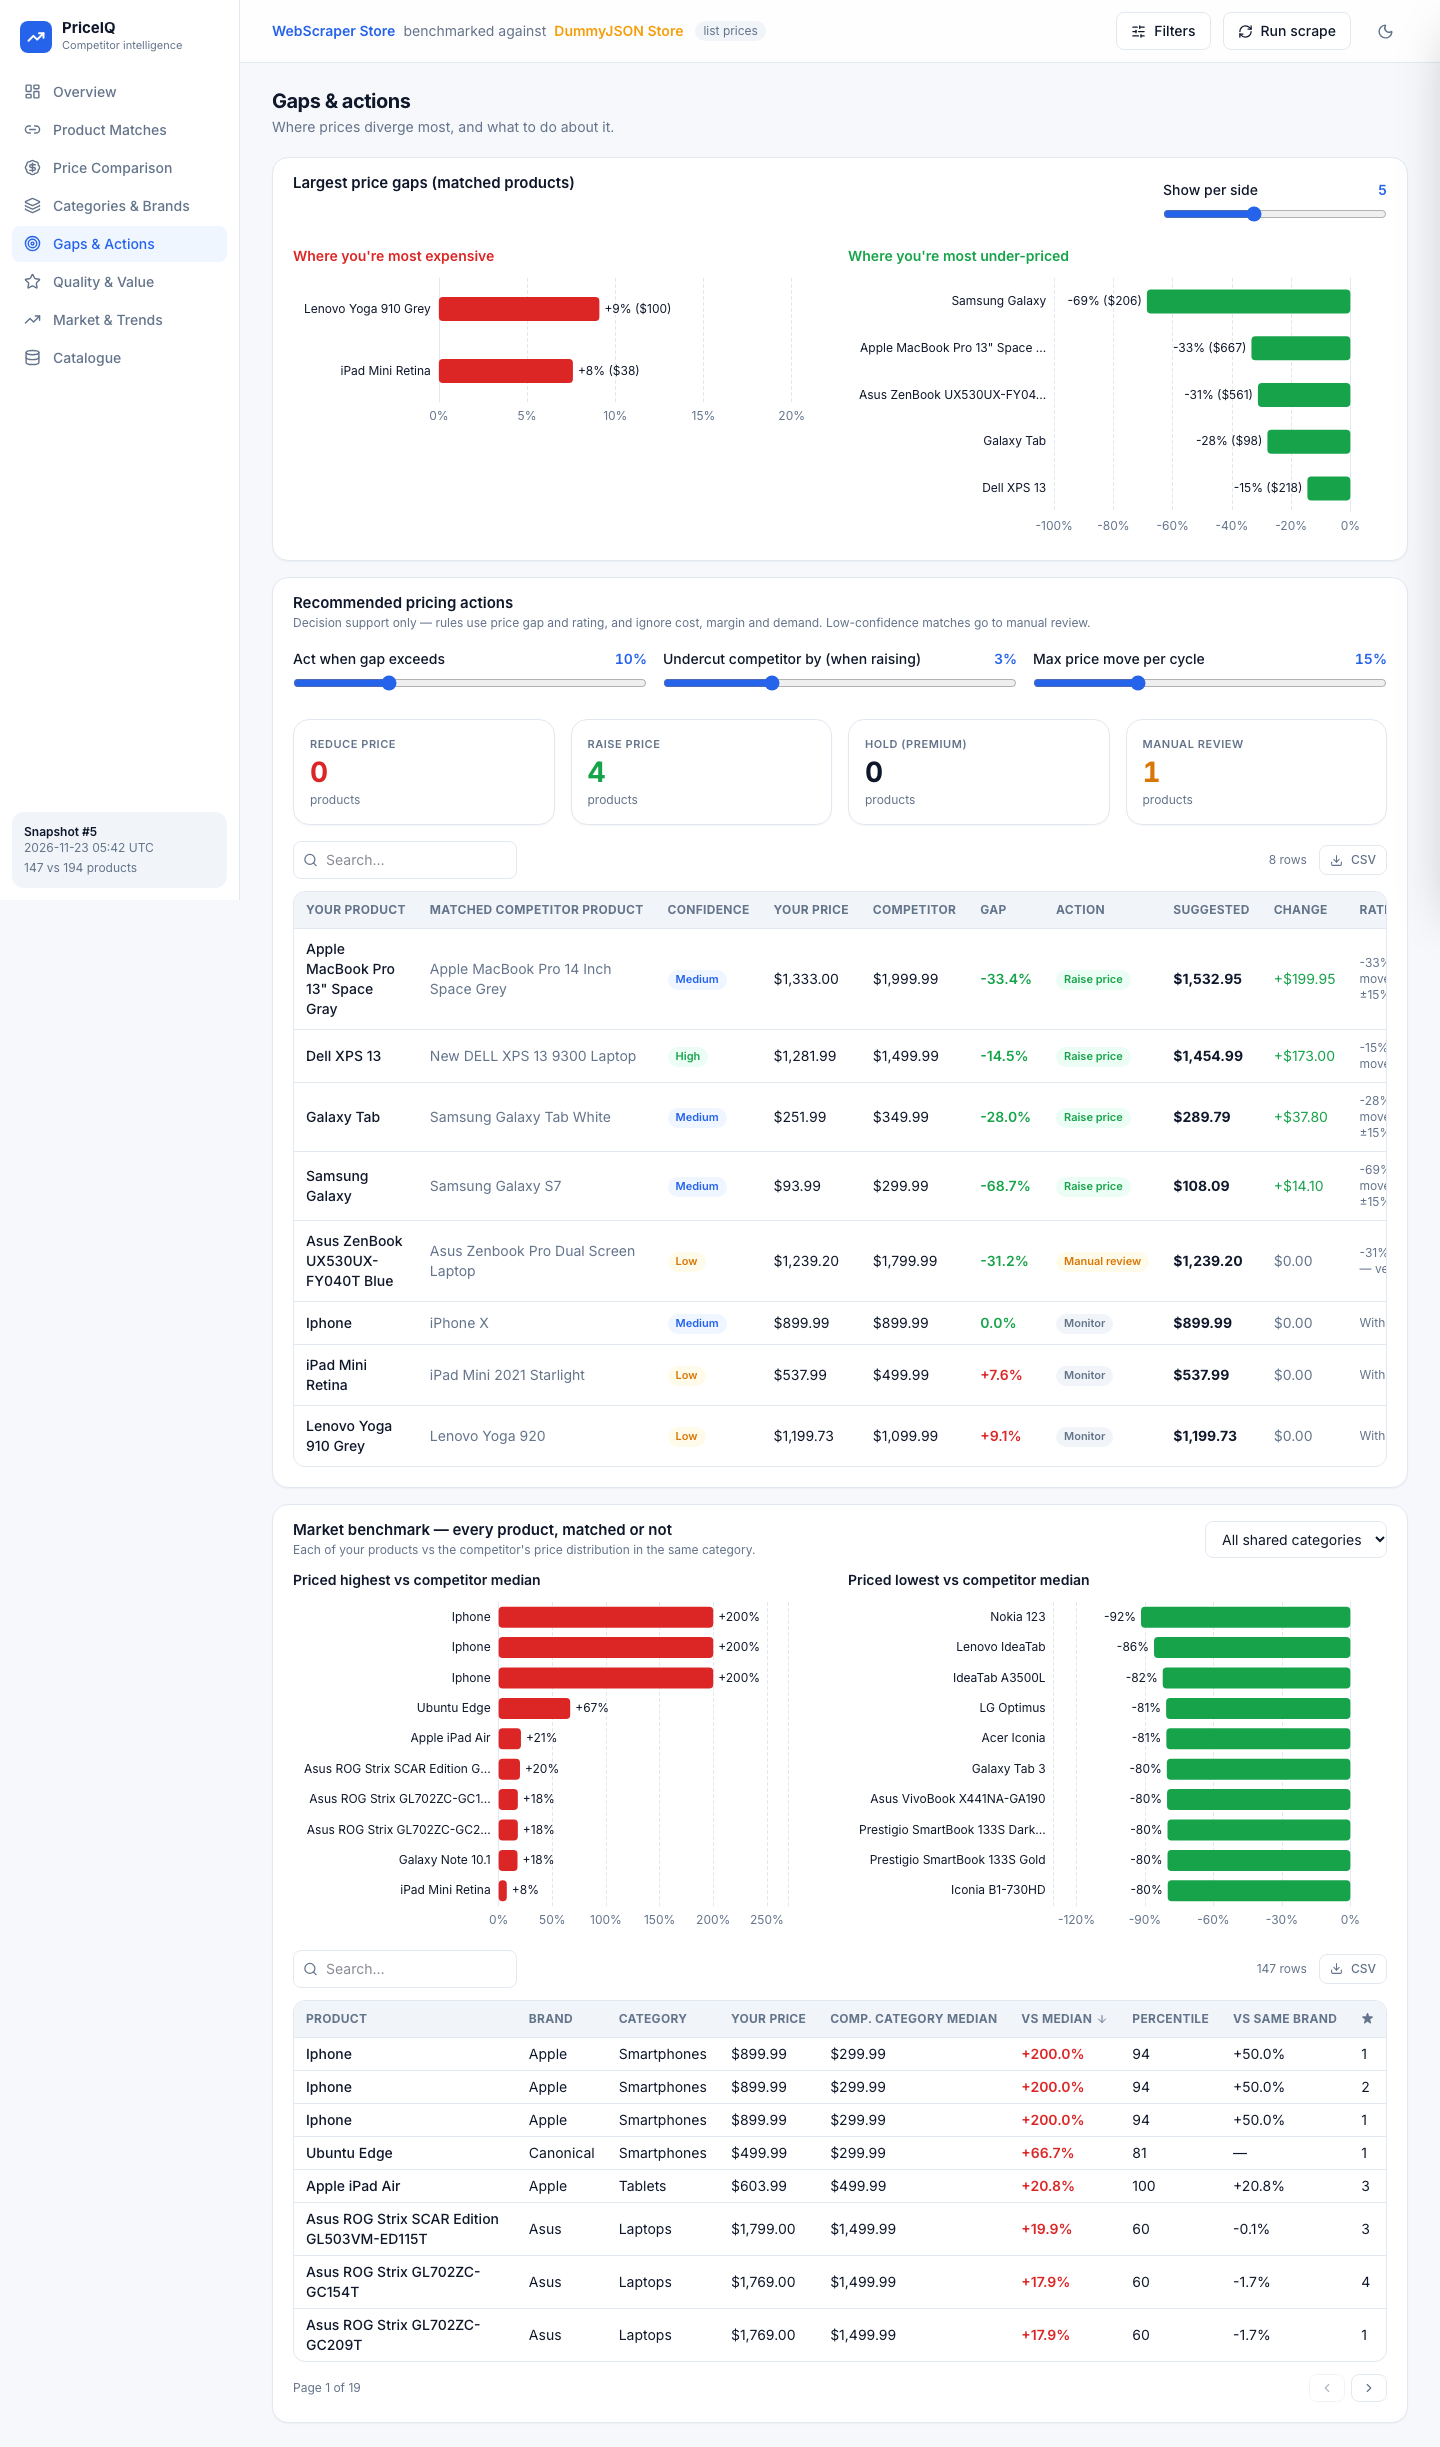 PriceIQ
Competitor intelligence
Overview
Product Matches
Price Comparison
Categories & Brands
Gaps & Actions
Quality & Value
Market & Trends
Catalogue
Snapshot #5
2026-11-23 05:42 UTC
147 vs 194 products
WebScraper Store benchmarked against DummyJSON Store list prices
Filters
Run scrape
Gaps & actions
Where prices diverge most, and what to do about it.
Largest price gaps (matched products)
Show per side 5
Where you're most expensive
Lenovo Yoga 910 Grey +9% ($100)
iPad Mini Retina +8% ($38)
0% 5% 10% 15% 20%
Where you're most under-priced
Samsung Galaxy -69% ($206)
Apple MacBook Pro 13" Space ... -33% ($667)
Asus ZenBook UX530UX-FY04... -31% ($561)
Galaxy Tab -28% ($98)
Dell XPS 13 -15% ($218)
-100% -80% -60% -40% -20% 0%
Recommended pricing actions
Decision support only — rules use price gap and rating, and ignore cost, margin and demand. Low-confidence matches go to manual review.
Act when gap exceeds 10%
Undercut competitor by (when raising) 3%
Max price move per cycle 15%
REDUCE PRICE
0
products
RAISE PRICE
4
products
HOLD (PREMIUM)
0
products
MANUAL REVIEW
1
products
Search...
8 rows
CSV
YOUR PRODUCT MATCHED COMPETITOR PRODUCT CONFIDENCE YOUR PRICE COMPETITOR GAP ACTION SUGGESTED CHANGE RATI
Apple MacBook Pro 13" Space Gray Apple MacBook Pro 14 Inch Space Grey Medium $1,333.00 $1,999.99 -33.4% Raise price $1,532.95 +$199.95 -33% move ±15%
Dell XPS 13 New DELL XPS 13 9300 Laptop High $1,281.99 $1,499.99 -14.5% Raise price $1,454.99 +$173.00 -15% move
Galaxy Tab Samsung Galaxy Tab White Medium $251.99 $349.99 -28.0% Raise price $289.79 +$37.80 -28% move ±15%
Samsung Galaxy Samsung Galaxy S7 Medium $93.99 $299.99 -68.7% Raise price $108.09 +$14.10 -69% move ±15%
Asus ZenBook UX530UX-FY040T Blue Asus Zenbook Pro Dual Screen Laptop Low $1,239.20 $1,799.99 -31.2% Manual review $1,239.20 $0.00 -31% — ve
Iphone iPhone X Medium $899.99 $899.99 0.0% Monitor $899.99 $0.00 With
iPad Mini Retina iPad Mini 2021 Starlight Low $537.99 $499.99 +7.6% Monitor $537.99 $0.00 With
Lenovo Yoga 910 Grey Lenovo Yoga 920 Low $1,199.73 $1,099.99 +9.1% Monitor $1,199.73 $0.00 With
Market benchmark — every product, matched or not
Each of your products vs the competitor's price distribution in the same category.
All shared categories
Priced highest vs competitor median
Iphone +200%
Iphone +200%
Iphone +200%
Ubuntu Edge +67%
Apple iPad Air +21%
Asus ROG Strix SCAR Edition G... +20%
Asus ROG Strix GL702ZC-GC1... +18%
Asus ROG Strix GL702ZC-GC2... +18%
Galaxy Note 10.1 +18%
iPad Mini Retina +8%
0% 50% 100% 150% 200% 250%
Priced lowest vs competitor median
Nokia 123 -92%
Lenovo IdeaTab -86%
IdeaTab A3500L -82%
LG Optimus -81%
Acer Iconia -81%
Galaxy Tab 3 -80%
Asus VivoBook X441NA-GA190 -80%
Prestigio SmartBook 133S Dark... -80%
Prestigio SmartBook 133S Gold -80%
Iconia B1-730HD -80%
-120% -90% -60% -30% 0%
Search...
147 rows
CSV
PRODUCT BRAND CATEGORY YOUR PRICE COMP. CATEGORY MEDIAN VS MEDIAN ↓ PERCENTILE VS SAME BRAND ★
Iphone Apple Smartphones $899.99 $299.99 +200.0% 94 +50.0% 1
Iphone Apple Smartphones $899.99 $299.99 +200.0% 94 +50.0% 2
Iphone Apple Smartphones $899.99 $299.99 +200.0% 94 +50.0% 1
Ubuntu Edge Canonical Smartphones $499.99 $299.99 +66.7% 81 — 1
Apple iPad Air Apple Tablets $603.99 $499.99 +20.8% 100 +20.8% 3
Asus ROG Strix SCAR Edition GL503VM-ED115T Asus Laptops $1,799.00 $1,499.99 +19.9% 60 -0.1% 3
Asus ROG Strix GL702ZC-GC154T Asus Laptops $1,769.00 $1,499.99 +17.9% 60 -1.7% 4
Asus ROG Strix GL702ZC-GC209T Asus Laptops $1,769.00 $1,499.99 +17.9% 60 -1.7% 1
Page 1 of 19